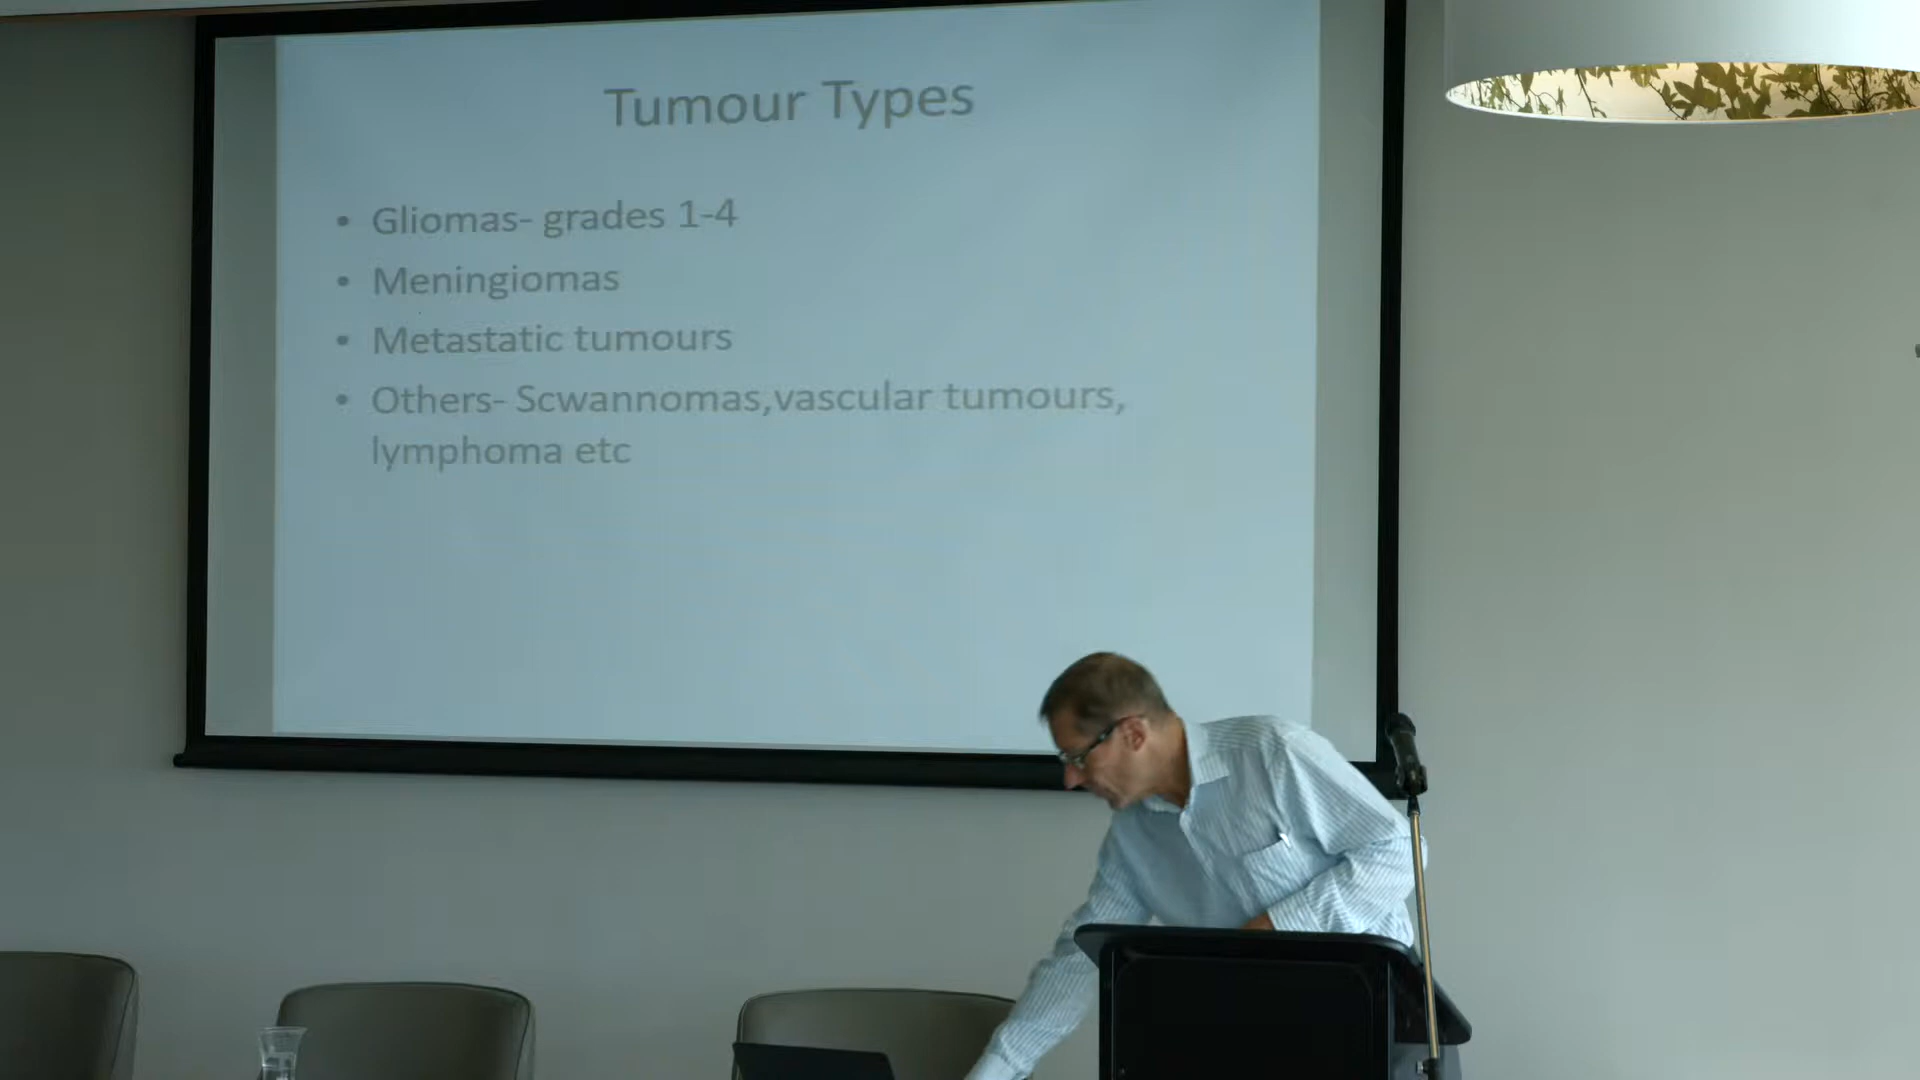 Tumour Types
• Gliomas- grades 1-4
• Meningiomas
• Metastatic tumours
• Others- Scwannomas,vascular tumours,
lymphoma etc